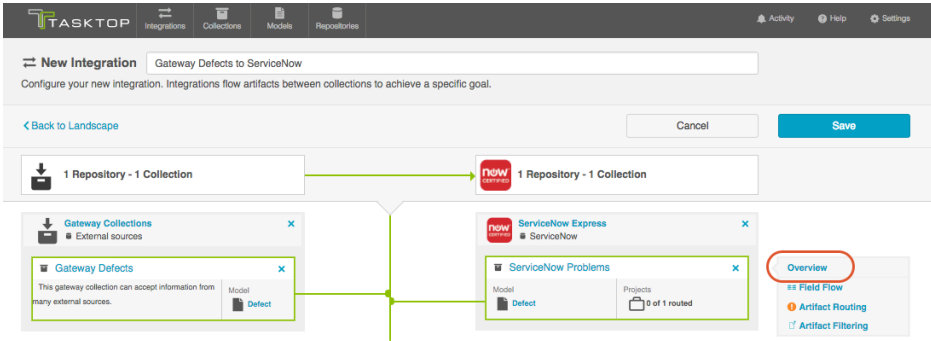 TASKTOP
Integrations
Collections
Models
Repositories
Activity
Help
Settings
New Integration
Gateway Defects to ServiceNow
Configure your new integration. Integrations flow artifacts between collections to achieve a specific goal.
Back to Landscape
Cancel
Save
1 Repository - 1 Collection
now
CERTIFIED
1 Repository - 1 Collection
Gateway Collections
External sources
Gateway Defects
This gateway collection can accept information from
many external sources.
Model
Defect
now
CERTIFIED
ServiceNow Express
ServiceNow
ServiceNow Problems
Model
Defect
Projects
0 of 1 routed
Overview
Field Flow
Artifact Routing
Artifact Filtering